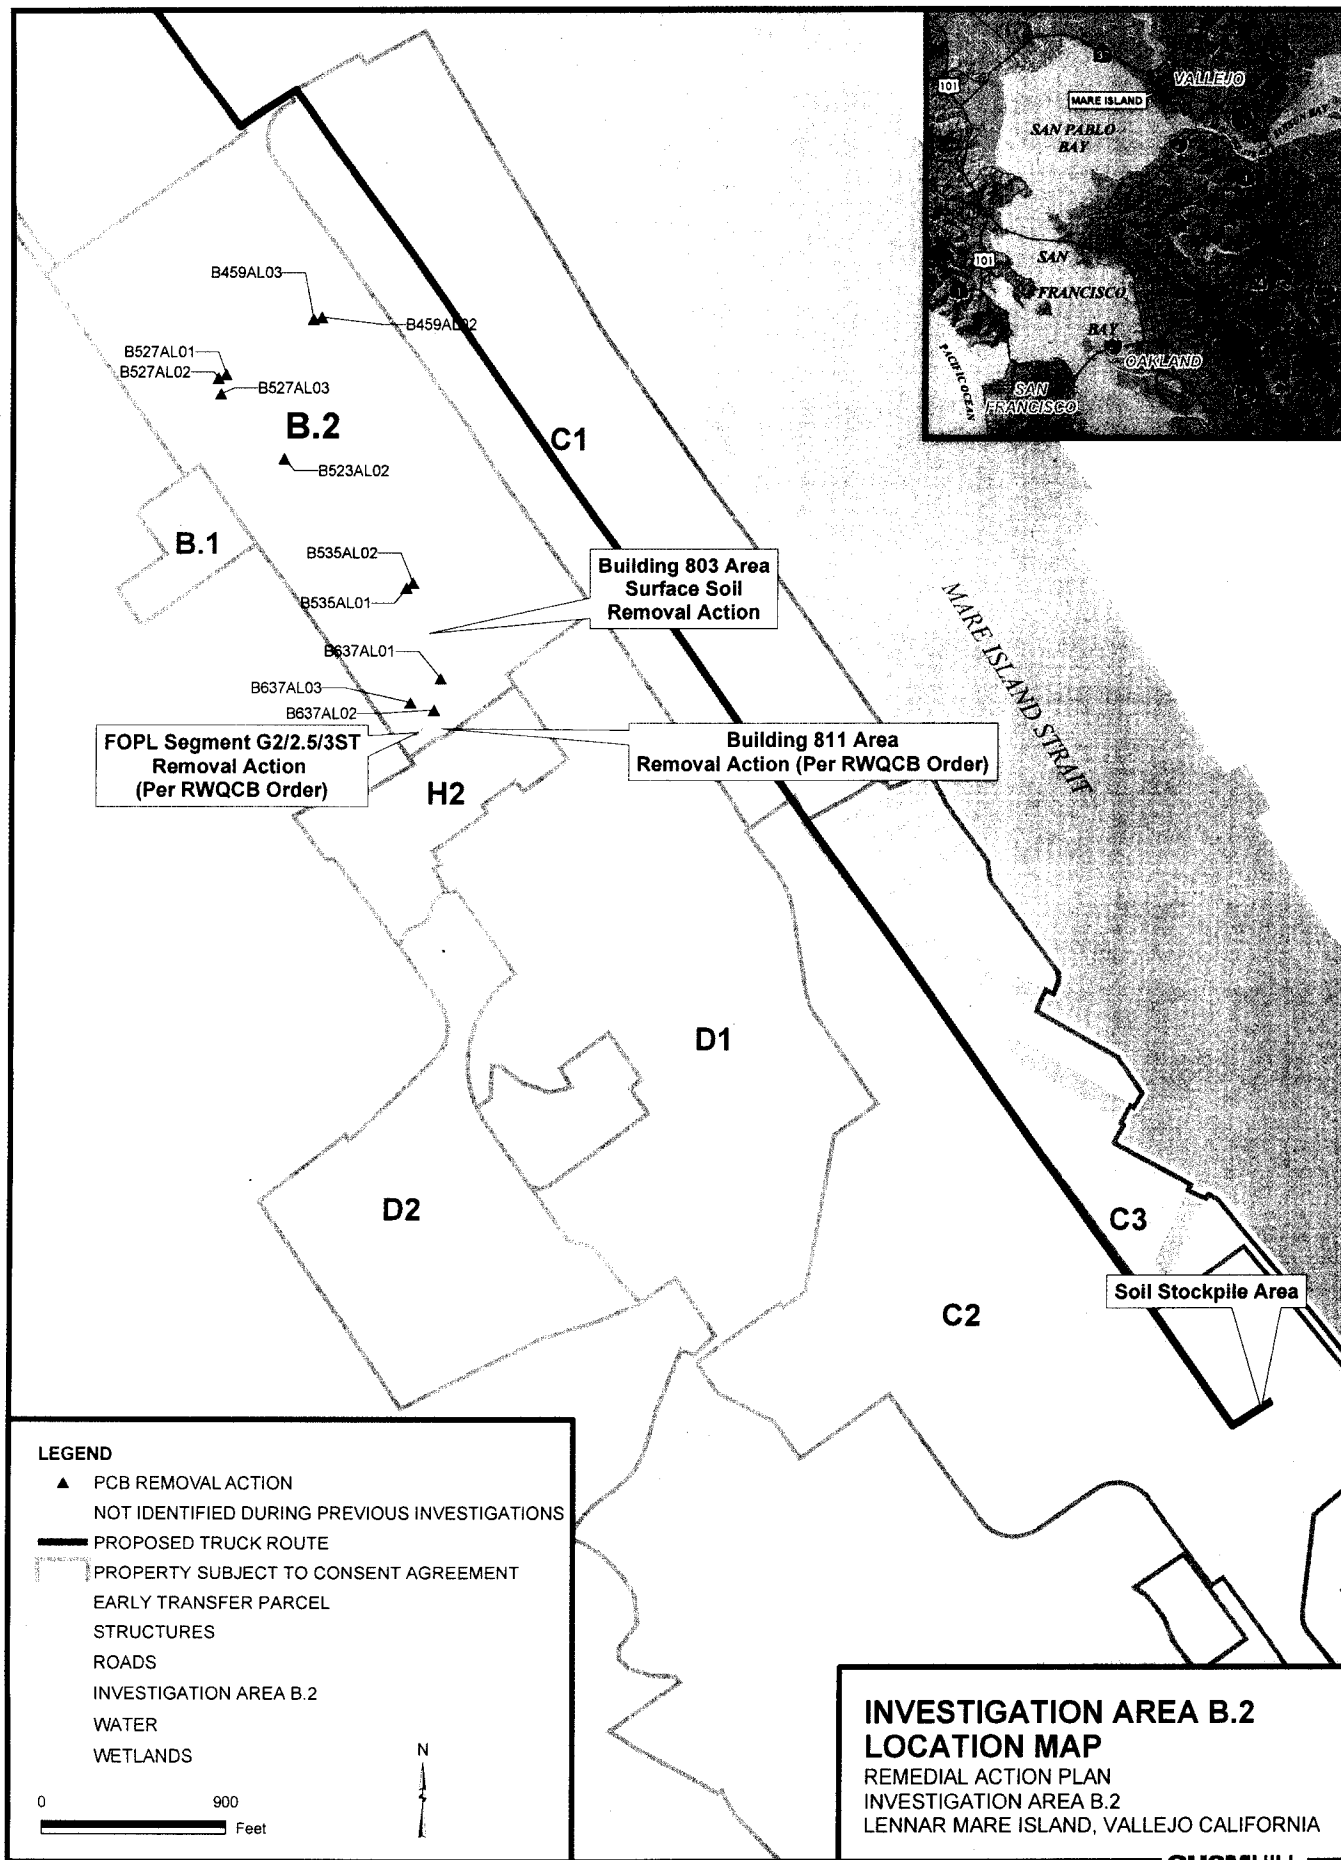 VALLEJO
101
MARE ISLAND
SAN PABLO
BAY
101
SAN
FRANCISCO
BAY
OAKLAND
PACIFIC OCEAN
SAN
FRANCISCO
B459AL03
B459AL02
B527AL01
B527AL02
B527AL03
B.2
C1
B523AL02
B.1
B535AL02
B535AL01
Building 803 Area
Surface Soil
Removal Action
MARE ISLAND STRAIT
B637AL01
B637AL03
B637AL02
FOPL Segment G2/2.5/3ST
Removal Action
(Per RWQCB Order)
Building 811 Area
Removal Action (Per RWQCB Order)
H2
D1
D2
C3
Soil Stockpile Area
C2
LEGEND
PCB REMOVAL ACTION
NOT IDENTIFIED DURING PREVIOUS INVESTIGATIONS
PROPOSED TRUCK ROUTE
PROPERTY SUBJECT TO CONSENT AGREEMENT
EARLY TRANSFER PARCEL
STRUCTURES
ROADS
INVESTIGATION AREA B.2
WATER
WETLANDS
N
0 900
Feet
INVESTIGATION AREA B.2
LOCATION MAP
REMEDIAL ACTION PLAN
INVESTIGATION AREA B.2
LENNAR MARE ISLAND, VALLEJO CALIFORNIA
CH2MHILL